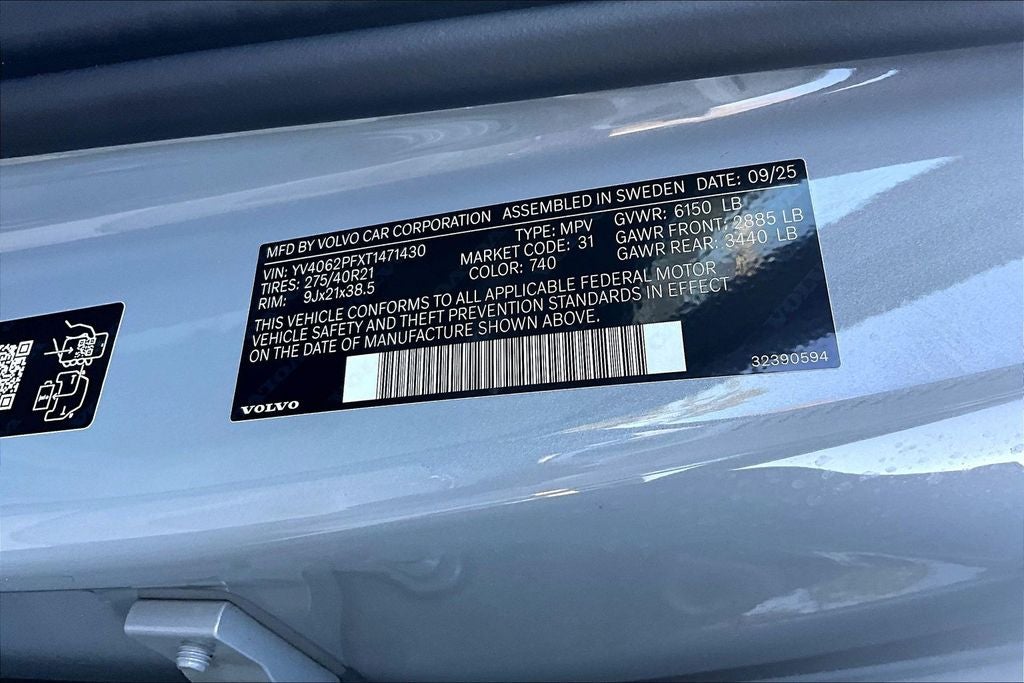 MFD BY VOLVO CAR CORPORATION ASSEMBLED IN SWEDEN DATE: 09/25
VIN: YV4062PFXT1471430 TYPE: MPV GVWR: 6150 LB
TIRES: 275/40R21 MARKET CODE: 31 GAWR FRONT: 2885 LB
RIM: 9Jx21x38.5 COLOR: 740 GAWR REAR: 3440 LB
THIS VEHICLE CONFORMS TO ALL APPLICABLE FEDERAL MOTOR
VEHICLE SAFETY AND THEFT PREVENTION STANDARDS IN EFFECT
ON THE DATE OF MANUFACTURE SHOWN ABOVE.
VOLVO 32390594